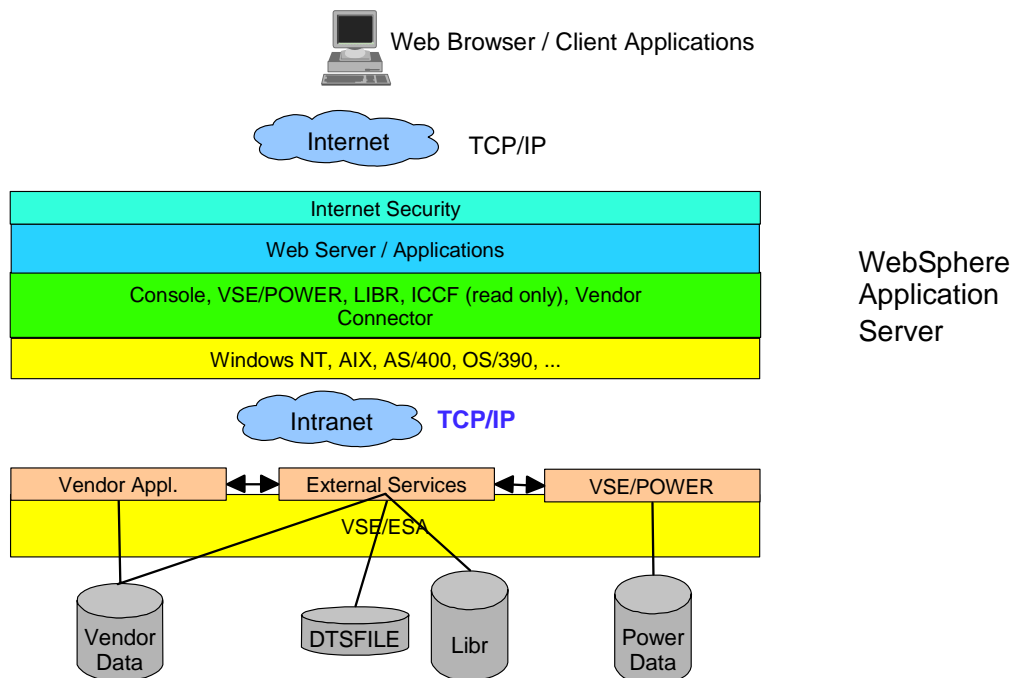 Web Browser / Client Applications
Internet
TCP/IP
Internet Security
Web Server / Applications
Console, VSE/POWER, LIBR, ICCF (read only), Vendor
Connector
Windows NT, AIX, AS/400, OS/390, ...
WebSphere
Application
Server
Intranet
TCP/IP
Vendor Appl.
External Services
VSE/POWER
VSE/ESA
Vendor
Data
DTSFILE
Libr
Power
Data